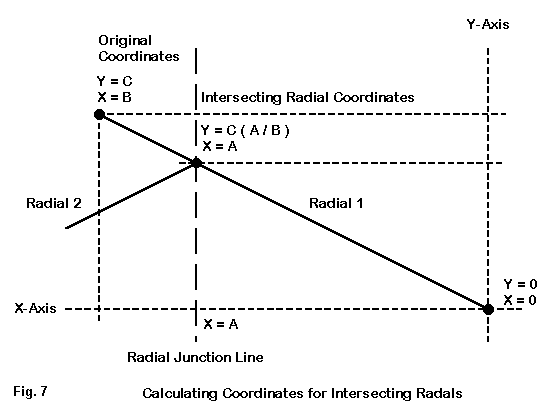 Y-Axis
Original
Coordinates
Y = C
X = B
Intersecting Radial Coordinates
Y = C ( A / B )
X = A
Radial 2
Radial 1
Y = 0
X = 0
X-Axis
X = A
Radial Junction Line
Fig. 7
Calculating Coordinates for Intersecting Radals